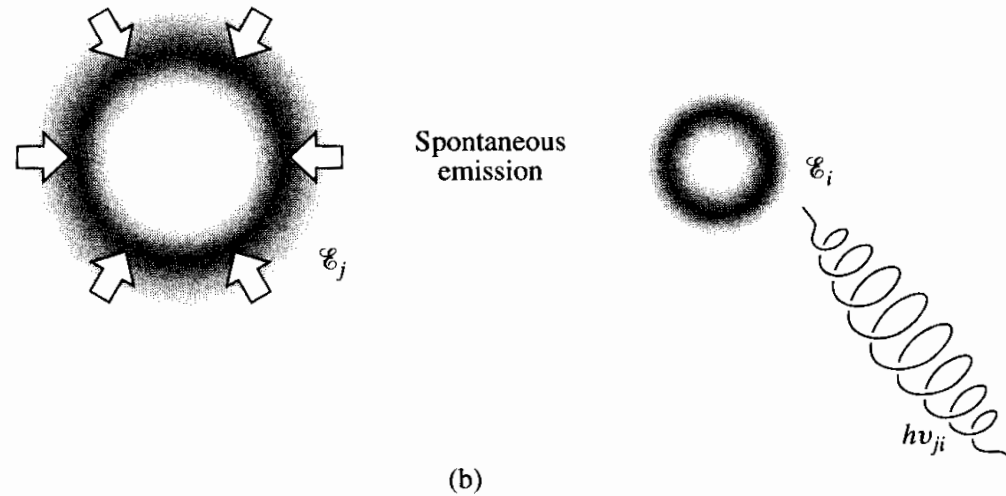 Spontaneous
emission
ℰⱼ
ℰᵢ
hνⱼᵢ
(b)